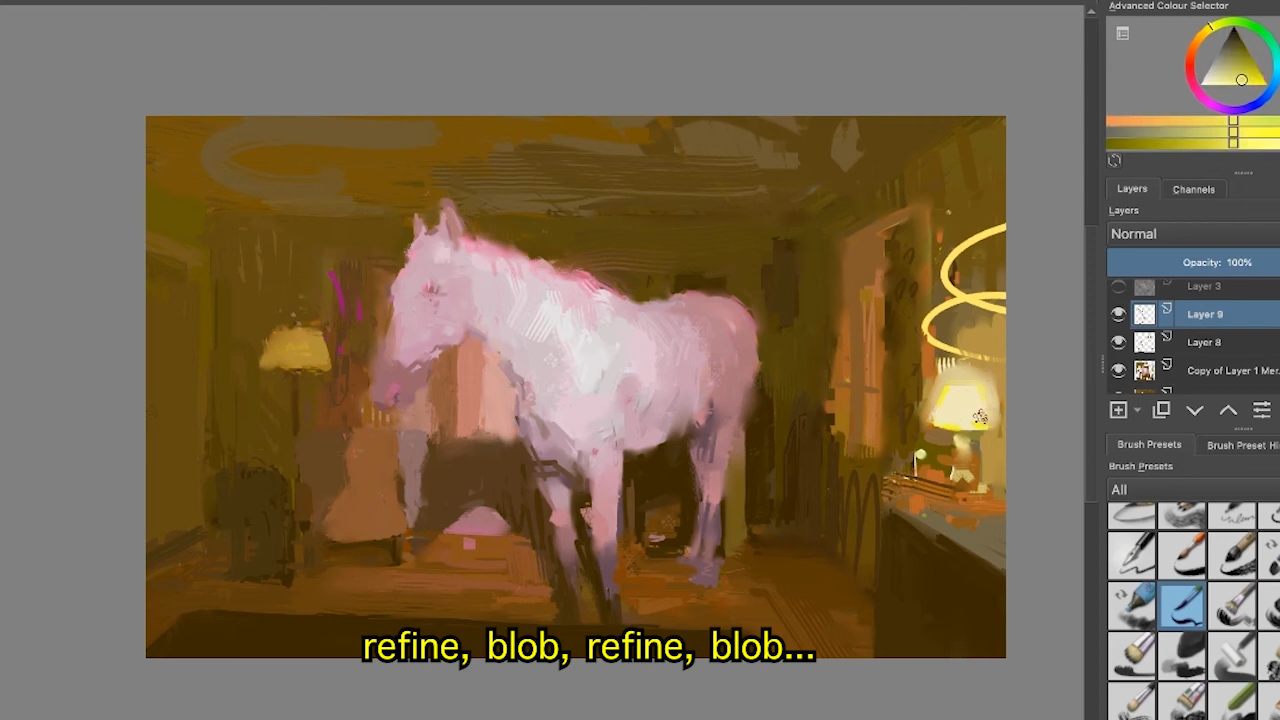 Advanced Colour Selector
Layers
Channels
Layers
Normal
Opacity: 100%
Layer 3
Layer 9
Layer 8
Copy of Layer 1 Mer.
Brush Presets
Brush Preset Hi
Brush Presets
All
refine, blob, refine, blob...